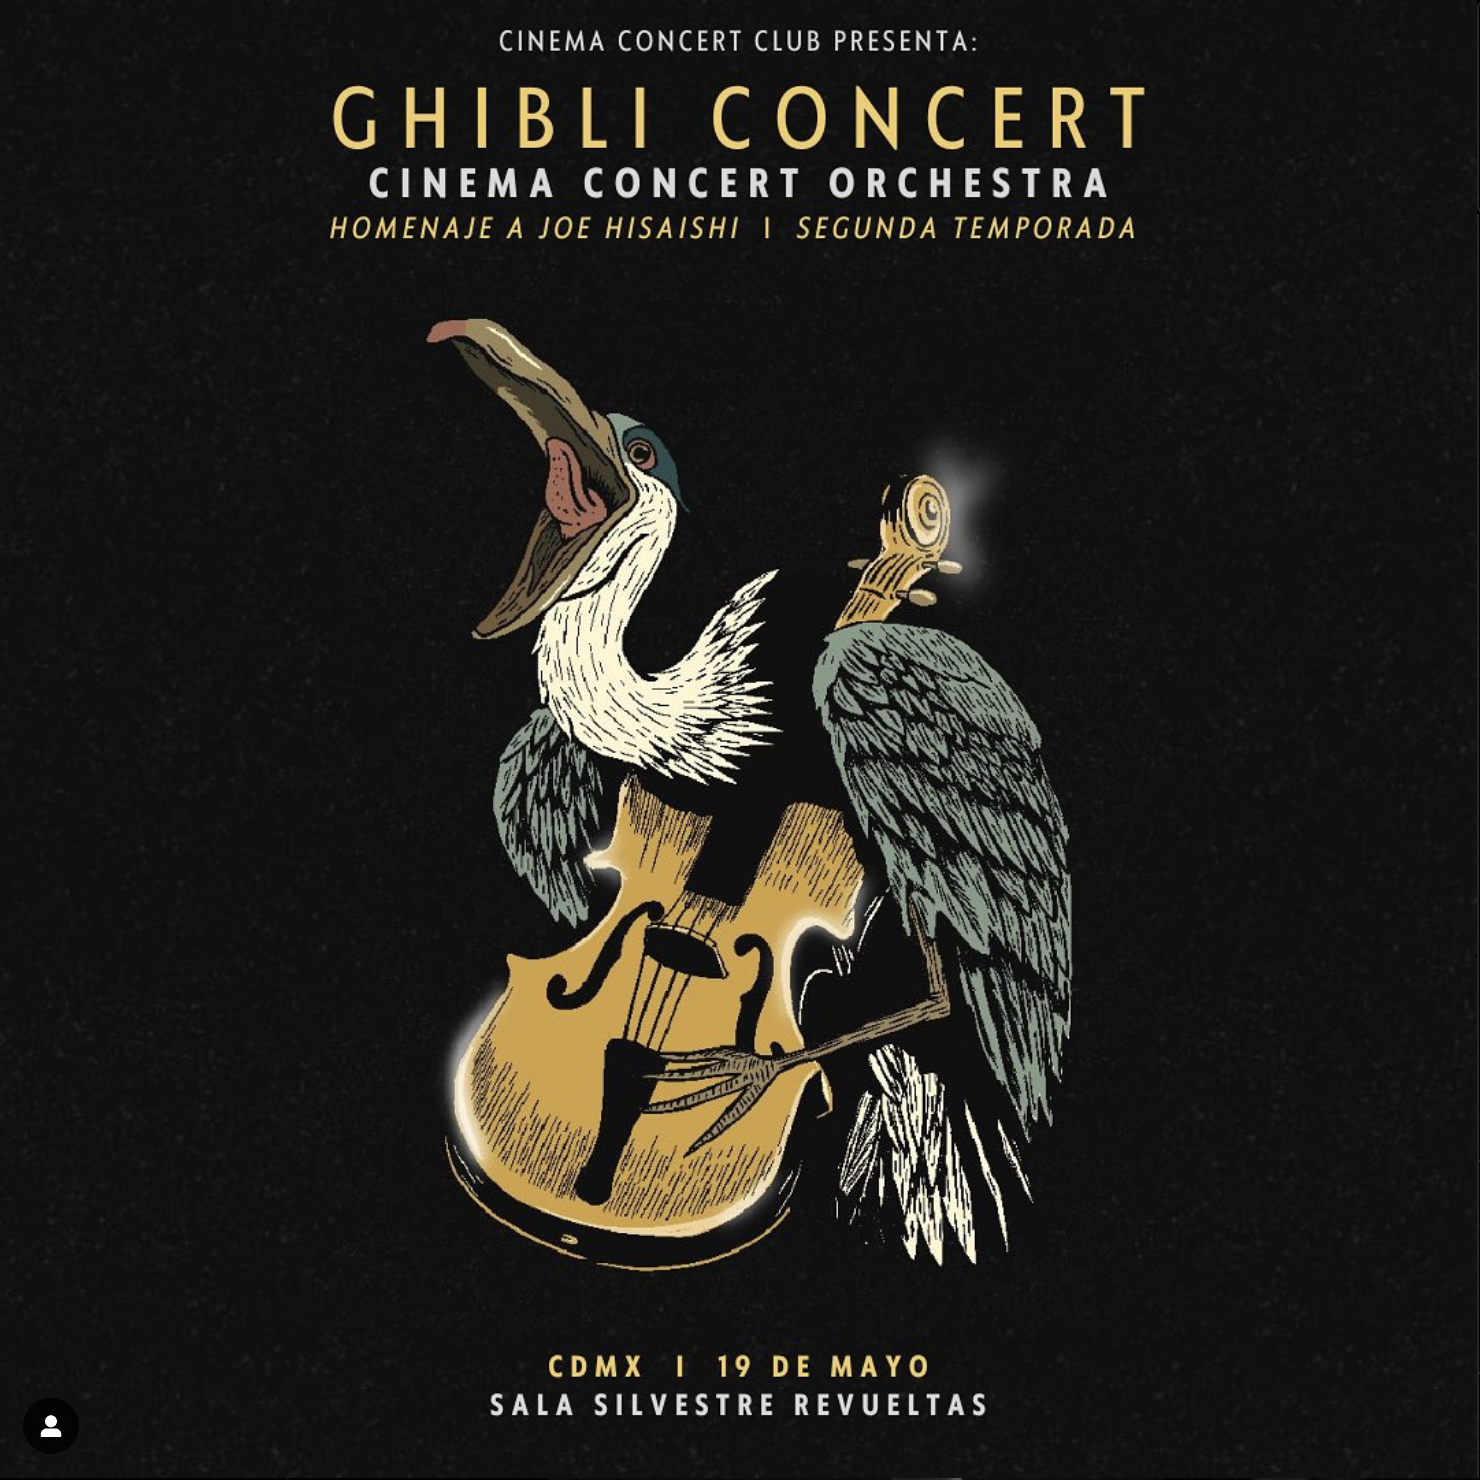 CINEMA CONCERT CLUB PRESENTA:
GHIBLI CONCERT
CINEMA CONCERT ORCHESTRA
HOMENAJE A JOE HISAISHI | SEGUNDA TEMPORADA
CDMX | 19 DE MAYO
SALA SILVESTRE REVUELTAS